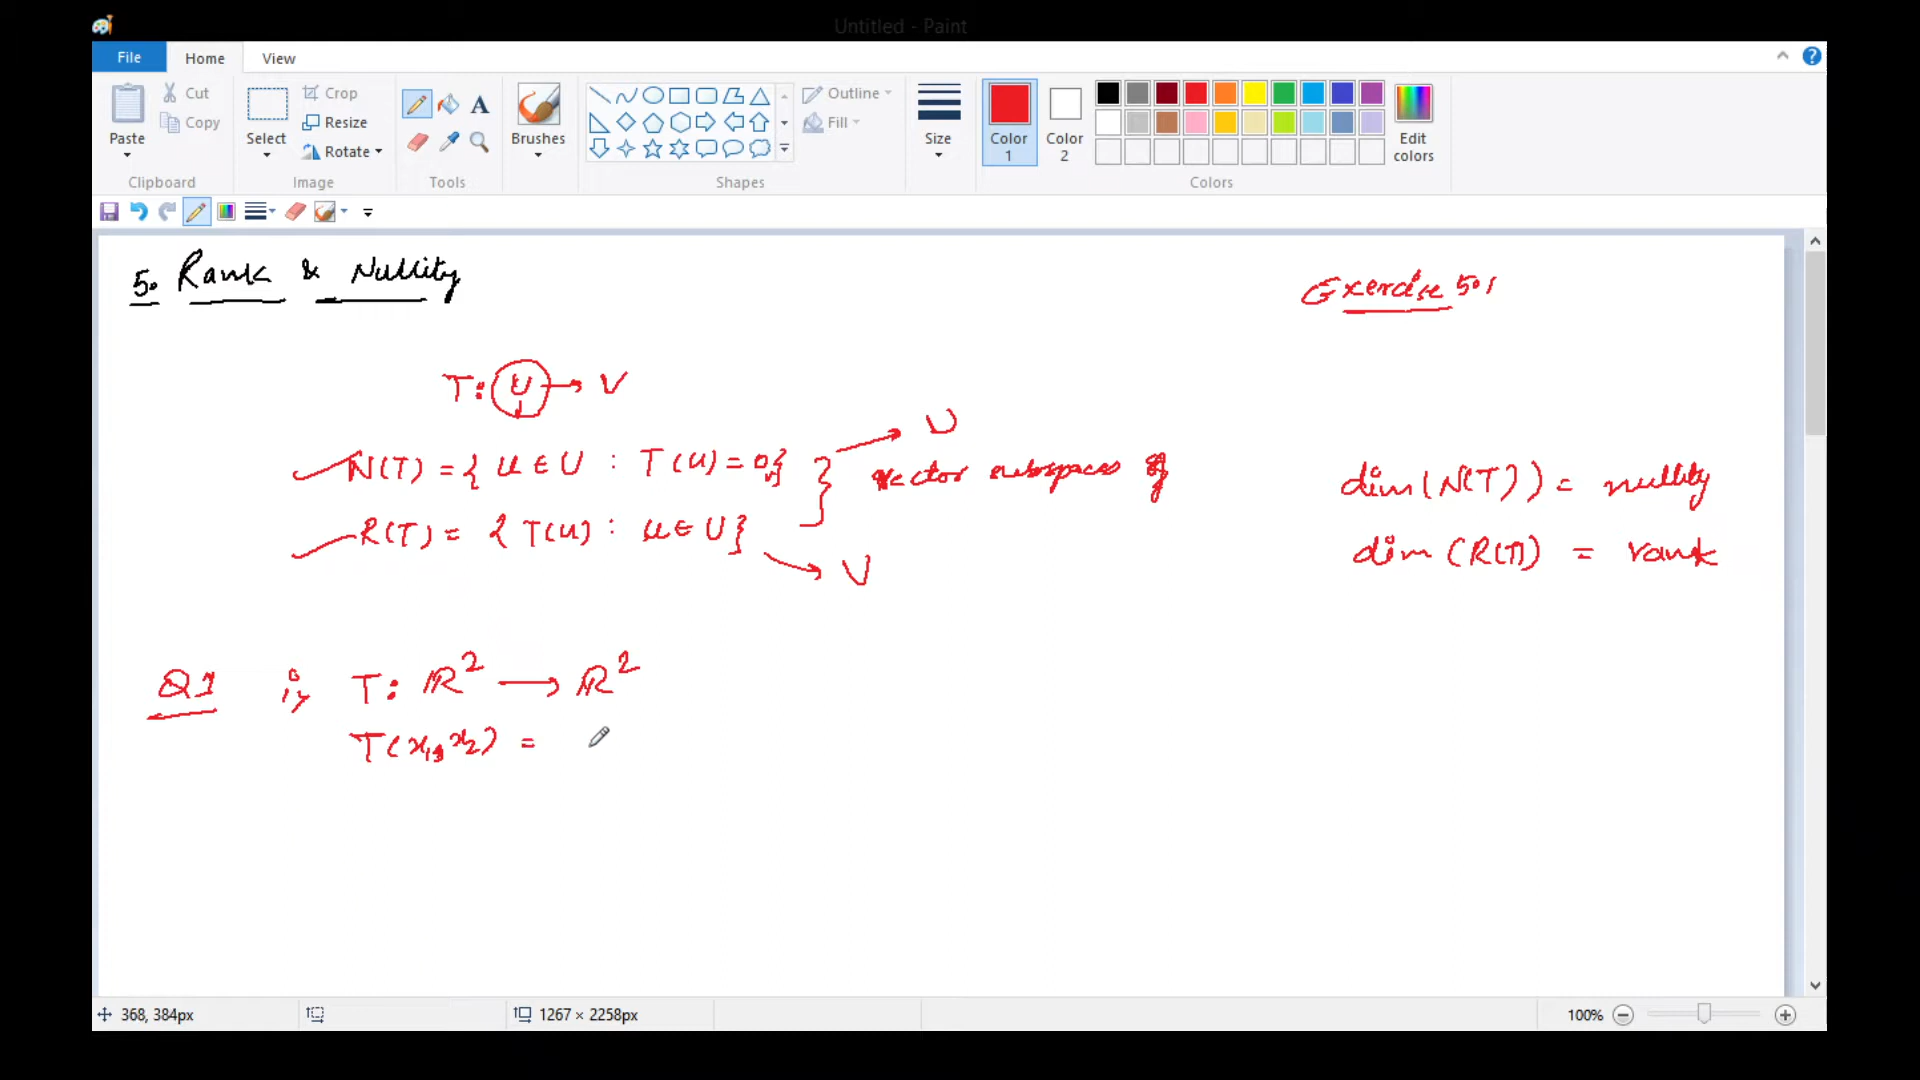 Untitled - Paint
File Home View
Paste Cut Copy Clipboard
Select Crop Resize Rotate Image
Tools
Brushes
Outline Fill Shapes
Size
Color 1 Color 2
Edit colors
Colors
5. Rank & Nullity
Exercise 5.1
T: U → V
N(T) = { u ∈ U : T(u) = 0ᵥ} → U
vector subspaces of
R(T) = { T(u) : u ∈ U } → V
dim(N(T)) = nullity
dim (R(T)) = rank
Q1 i) T: ℝ² → ℝ²
T(x₁, x₂) =
368, 384px 1267 × 2258px 100%